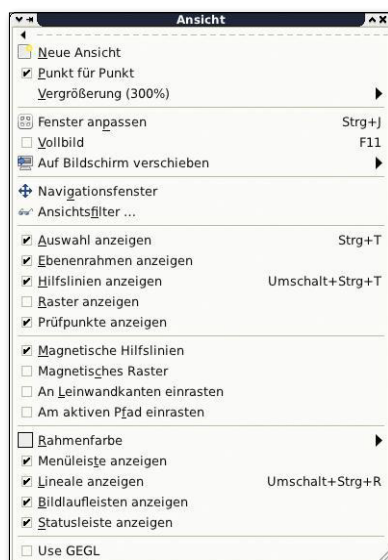 Ansicht
Neue Ansicht
Punkt für Punkt
Vergrößerung (300%)
Fenster anpassen Strg+J
Vollbild F11
Auf Bildschirm verschieben
Navigationsfenster
Ansichtsfilter ...
Auswahl anzeigen Strg+T
Ebenenrahmen anzeigen
Hilfslinien anzeigen Umschalt+Strg+T
Raster anzeigen
Prüfpunkte anzeigen
Magnetische Hilfslinien
Magnetisches Raster
An Leinwandkanten einrasten
Am aktiven Pfad einrasten
Rahmenfarbe
Menüleiste anzeigen
Lineale anzeigen Umschalt+Strg+R
Bildlaufleisten anzeigen
Statusleiste anzeigen
Use GEGL